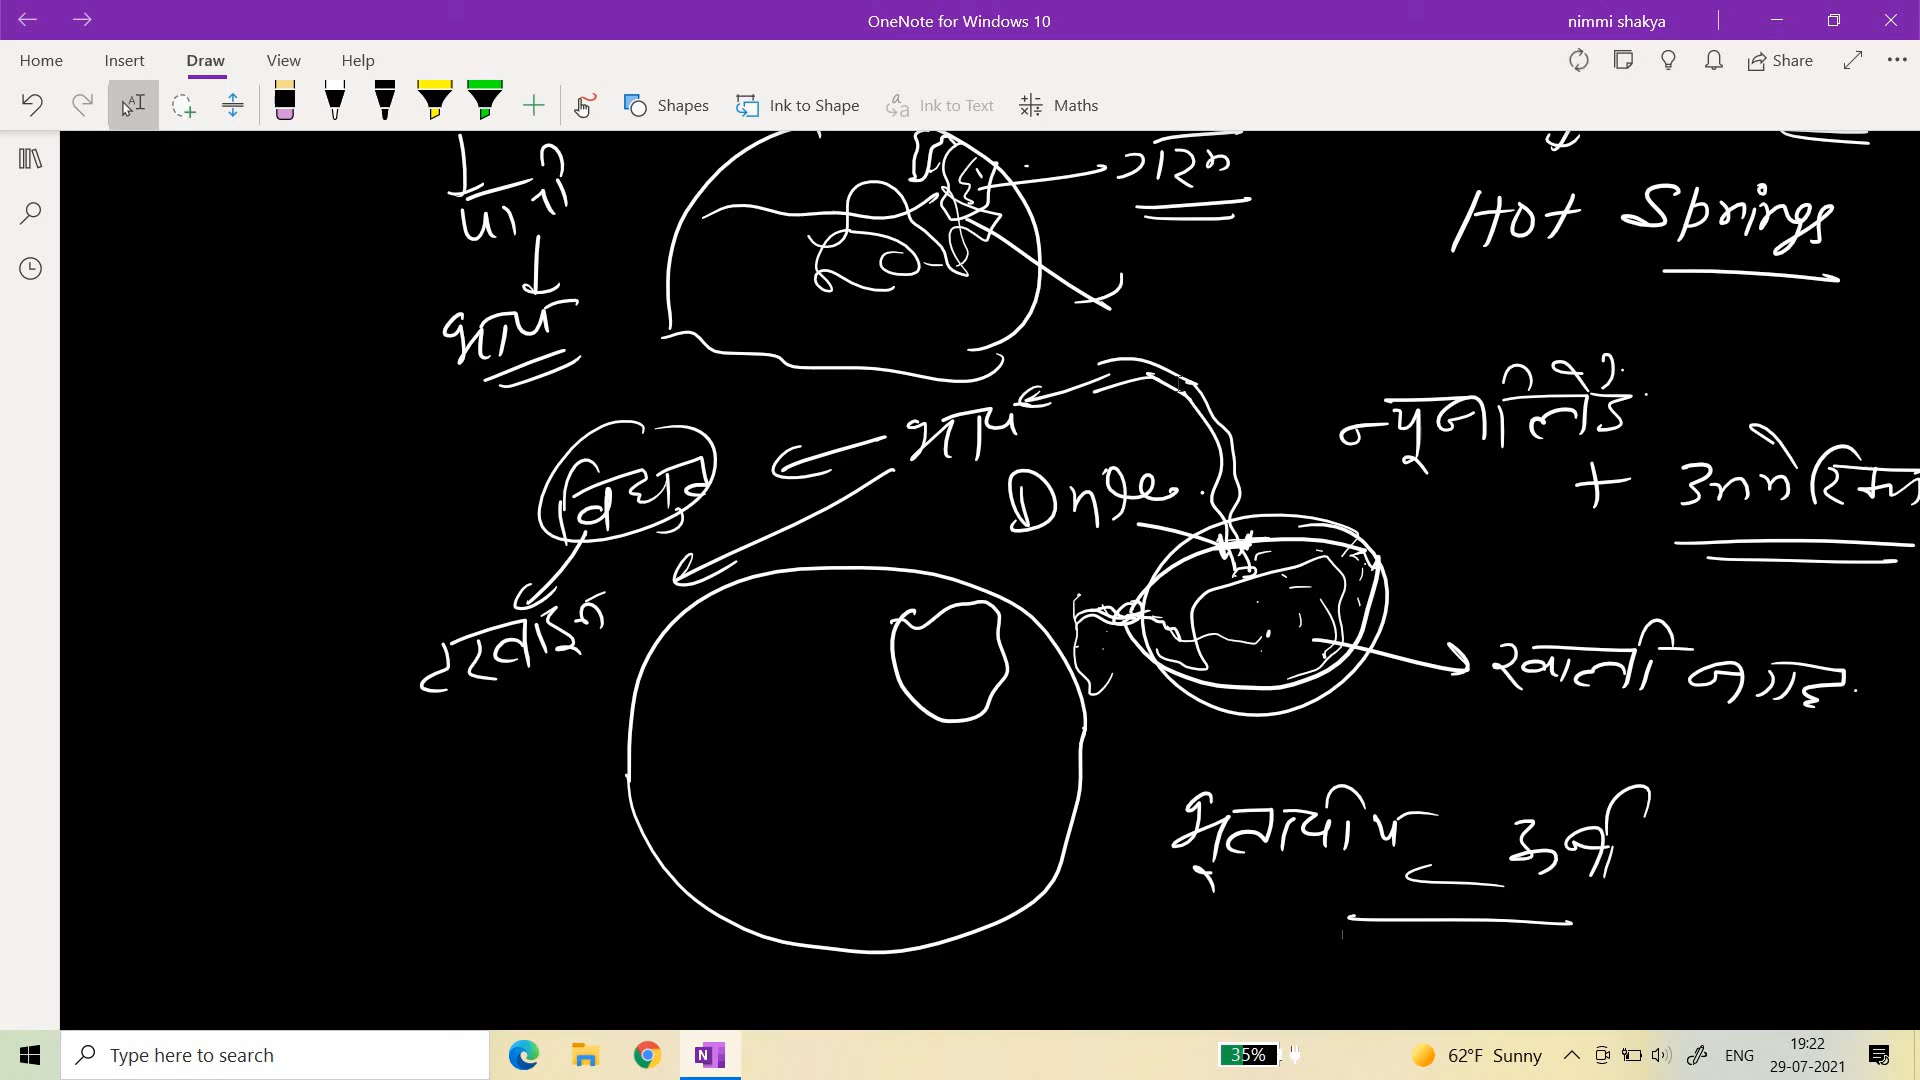 OneNote for Windows 10
nimmi shakya
Home Insert Draw View Help
Share
Shapes Ink to Shape Ink to Text Maths
पानी
गरम
Hot Springs
भाप
भाप
न्यूजीलैंड
+
भूतापीय ऊर्जा
टरबाइन
खाली जगह
Type here to search
35%
62°F Sunny
ENG
19:22
29-07-2021